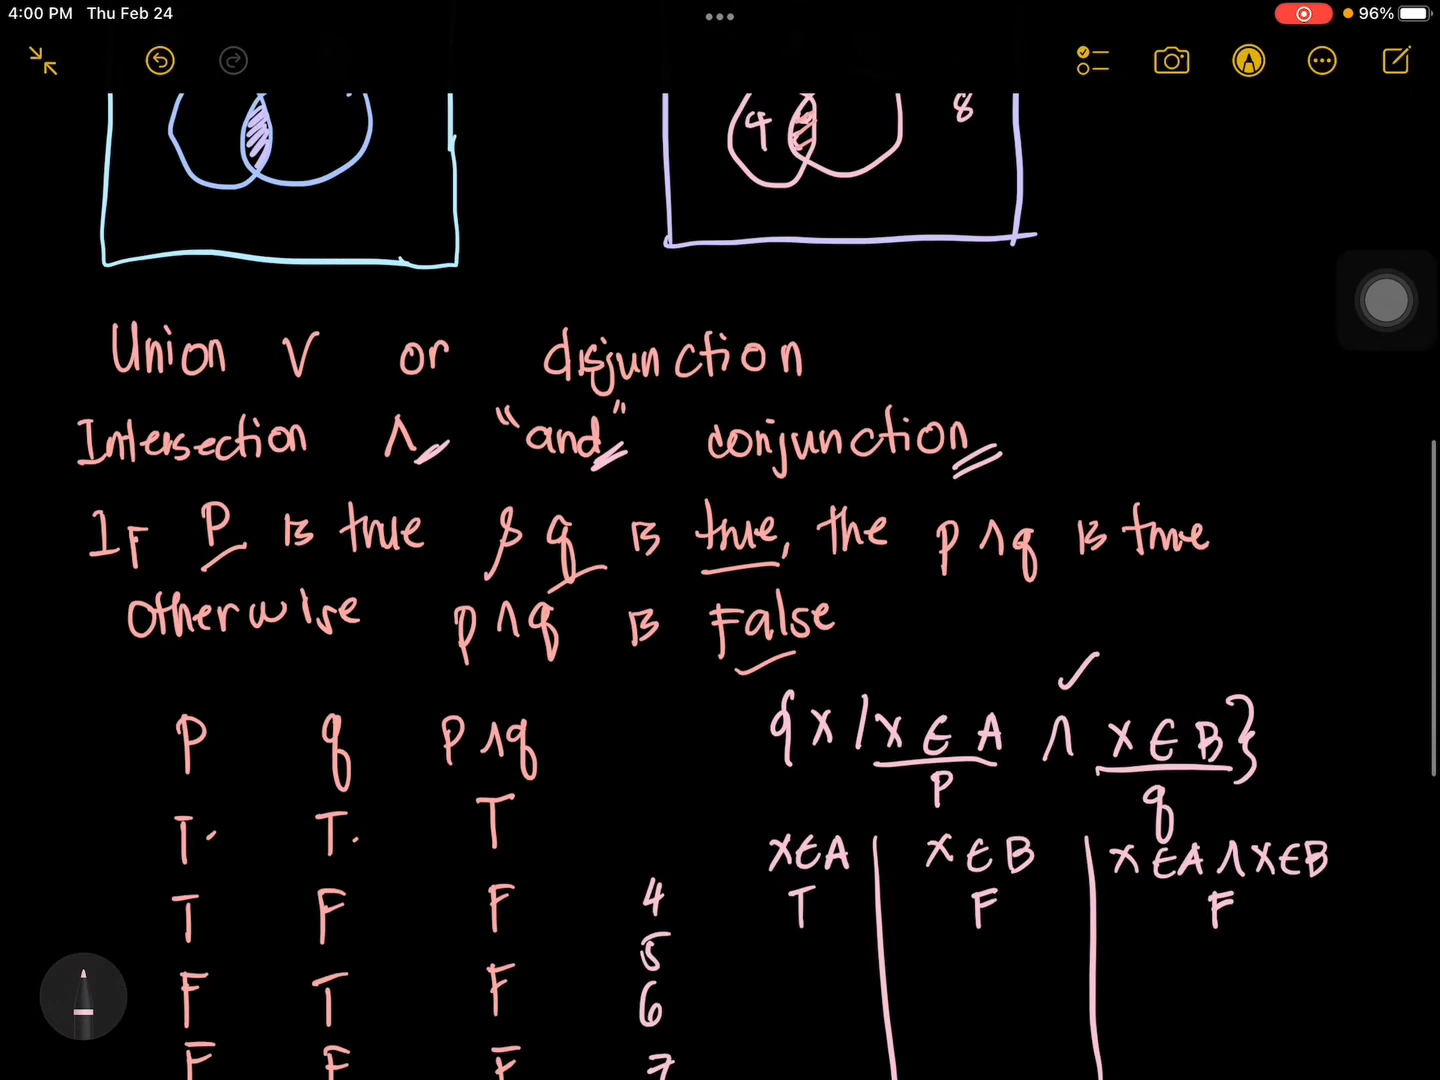 4:00 PM Thu Feb 24
96%
4
8
Union V or disjunction
Intersection ∧ "and" conjunction
IF P is true & q is true, the p∧q is true
Otherwise p∧q is False
{x | x ∈ A ∧ x ∈ B}
P q
P q P∧q
T T T
T F F
F T F
F F F
x∈A x∈B x∈A∧x∈B
4 T F F
5
6
7